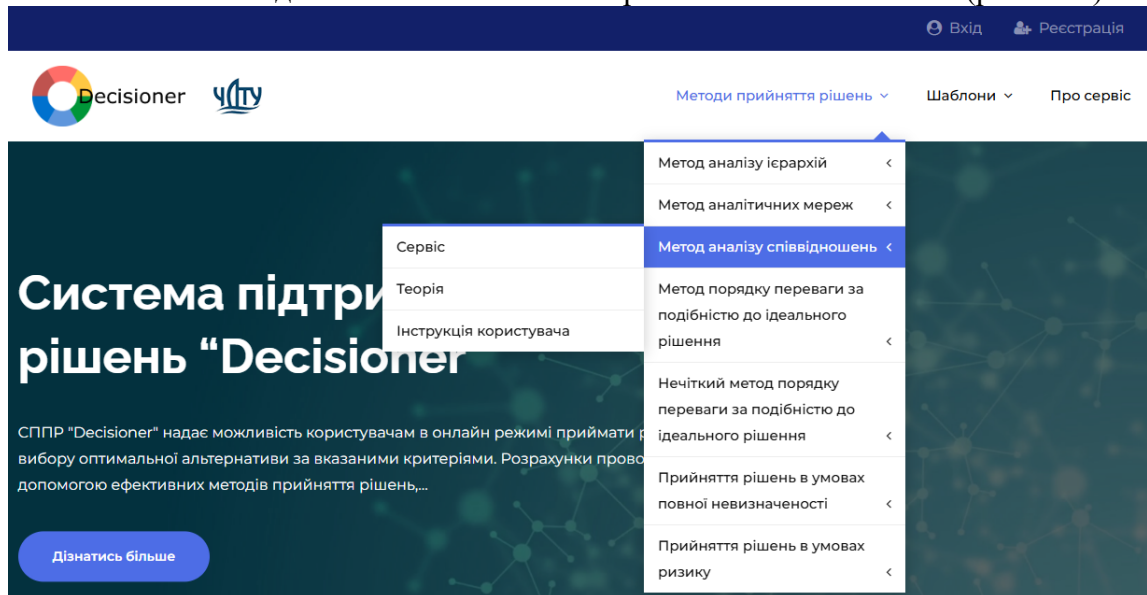 Вхід
Реєстрація
Decisioner
ЧДТУ
Методи прийняття рішень
Шаблони
Про сервіс
Метод аналізу ієрархій
Метод аналітичних мереж
Метод аналізу співвідношень
Сервіс
Теорія
Інструкція користувача
Метод порядку переваги за
подібністю до ідеального
рішення
Нечіткий метод порядку
переваги за подібністю до
ідеального рішення
Прийняття рішень в умовах
повної невизначеності
Прийняття рішень в умовах
ризику
Система
рішень “Decisioner
СППР "Decisioner" надає можливість користувачам в онлайн режимі приймати
вибору оптимальної альтернативи за вказаними критеріями. Розрахунки
допомогою ефективних методів прийняття рішень,...
Дізнатись більше